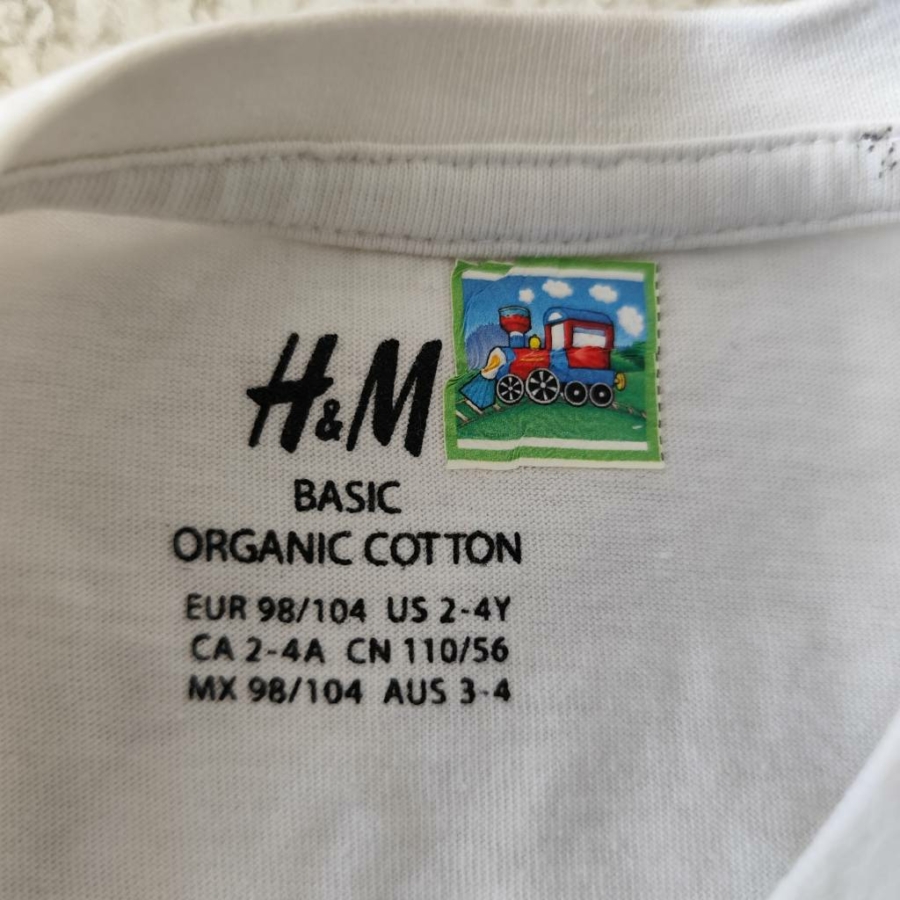 H&M
BASIC
ORGANIC COTTON
EUR 98/104 US 2-4Y
CA 2-4A CN 110/56
MX 98/104 AUS 3-4